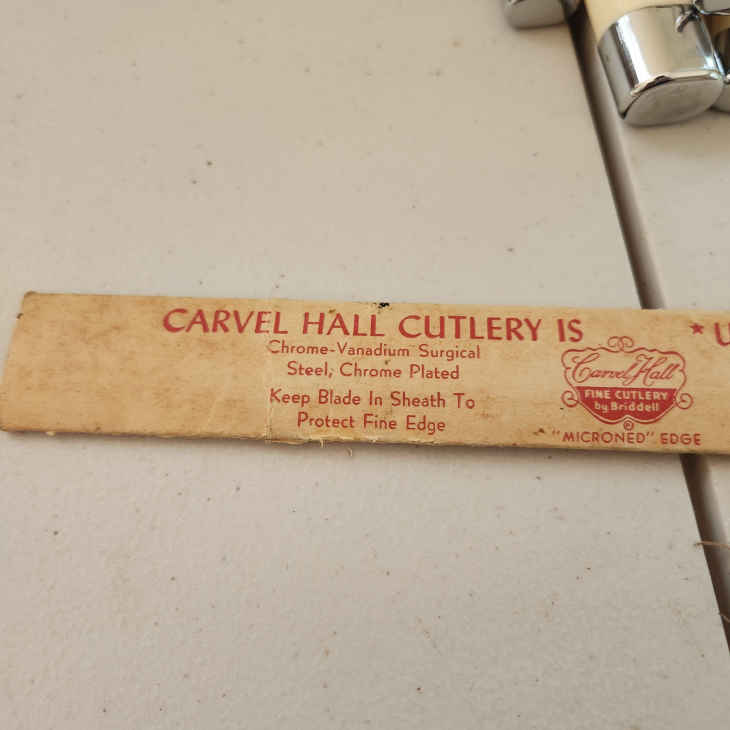 CARVEL HALL CUTLERY IS
Chrome-Vanadium Surgical
Steel, Chrome Plated
Keep Blade In Sheath To
Protect Fine Edge
Carvel Hall
FINE CUTLERY
by Briddell
©
"MICRONED" EDGE
* U